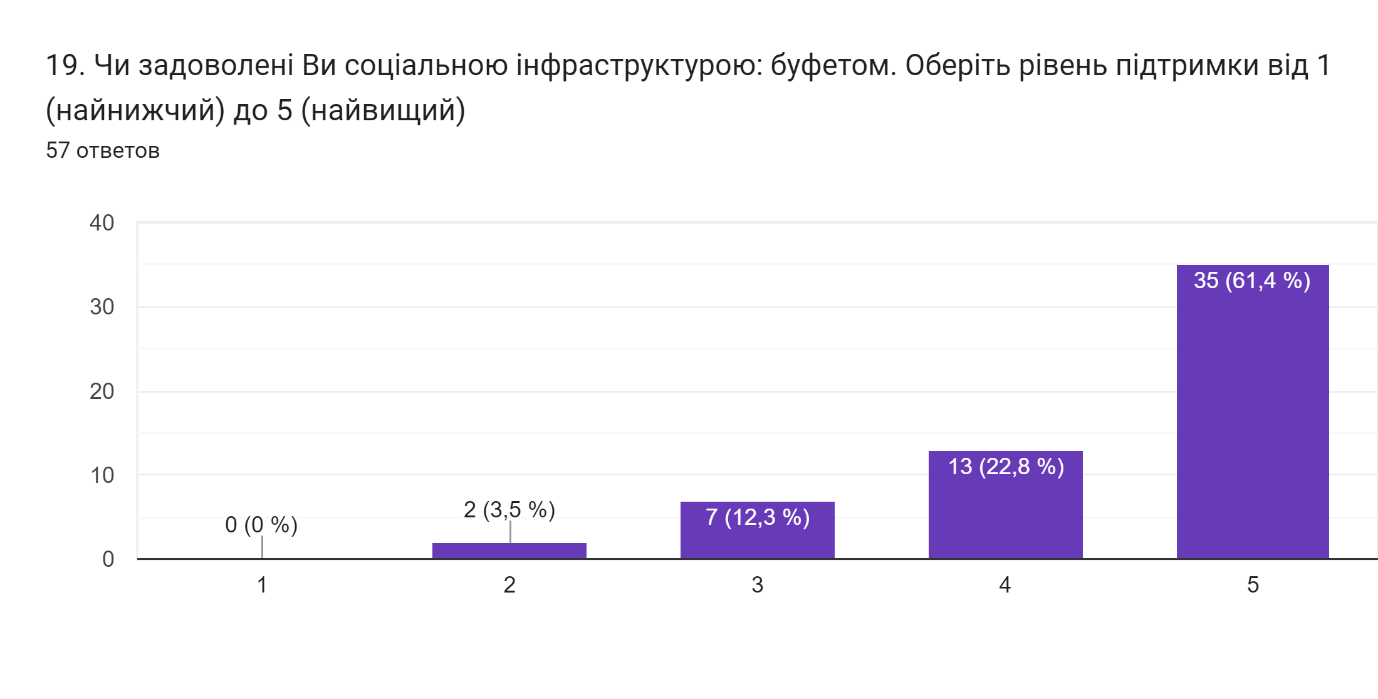 19. Чи задоволені Ви соціальною інфраструктурою: буфетом. Оберіть рівень підтримки від 1
(найнижчий) до 5 (найвищий)
57 ответов
40
30
20
10
0
0 (0 %)
2 (3,5 %)
7 (12,3 %)
13 (22,8 %)
35 (61,4 %)
1
2
3
4
5